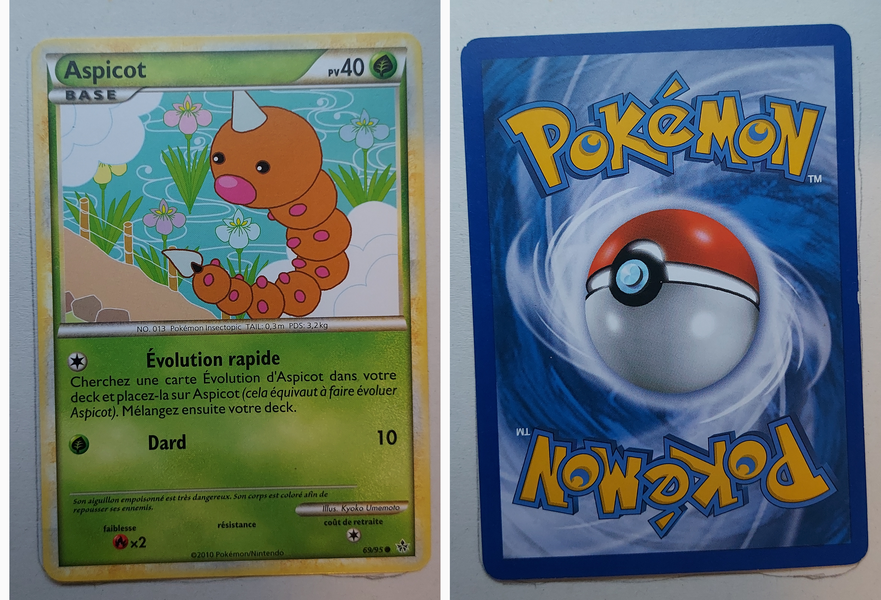 Aspicot
PV40
BASE
NO. 013 Pokémon Insectopic TAIL: 0,3m PDS: 3,2kg
Évolution rapide
Cherchez une carte Évolution d'Aspicot dans votre
deck et placez-la sur Aspicot (cela équivaut à faire évoluer
Aspicot). Mélangez ensuite votre deck.
Dard 10
Son aiguillon empoisonné est très dangereux. Son corps est coloré afin de
repousser ses ennemis.
Illus. Kyoko Umemoto
faiblesse résistance coût de retraite
×2
©2010 Pokémon/Nintendo 69/95
POKéMON
TM
POKéMON
TM